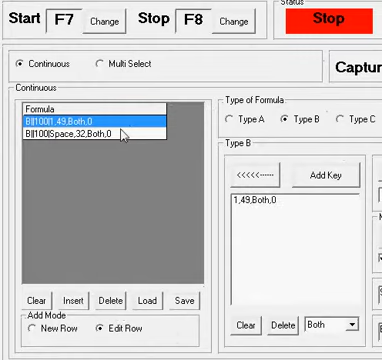 Start F7 Change Stop F8 Change
Status
Stop
Continuous Multi Select
Captur
Continuous
Formula
B|||100|1,49,Both,0
B|||100|Space,32,Both,0
Type of Formula
Type A Type B Type C
Type B
<<<<<------ Add Key
1,49,Both,0
Clear Insert Delete Load Save
Add Mode
New Row Edit Row
Clear Delete Both